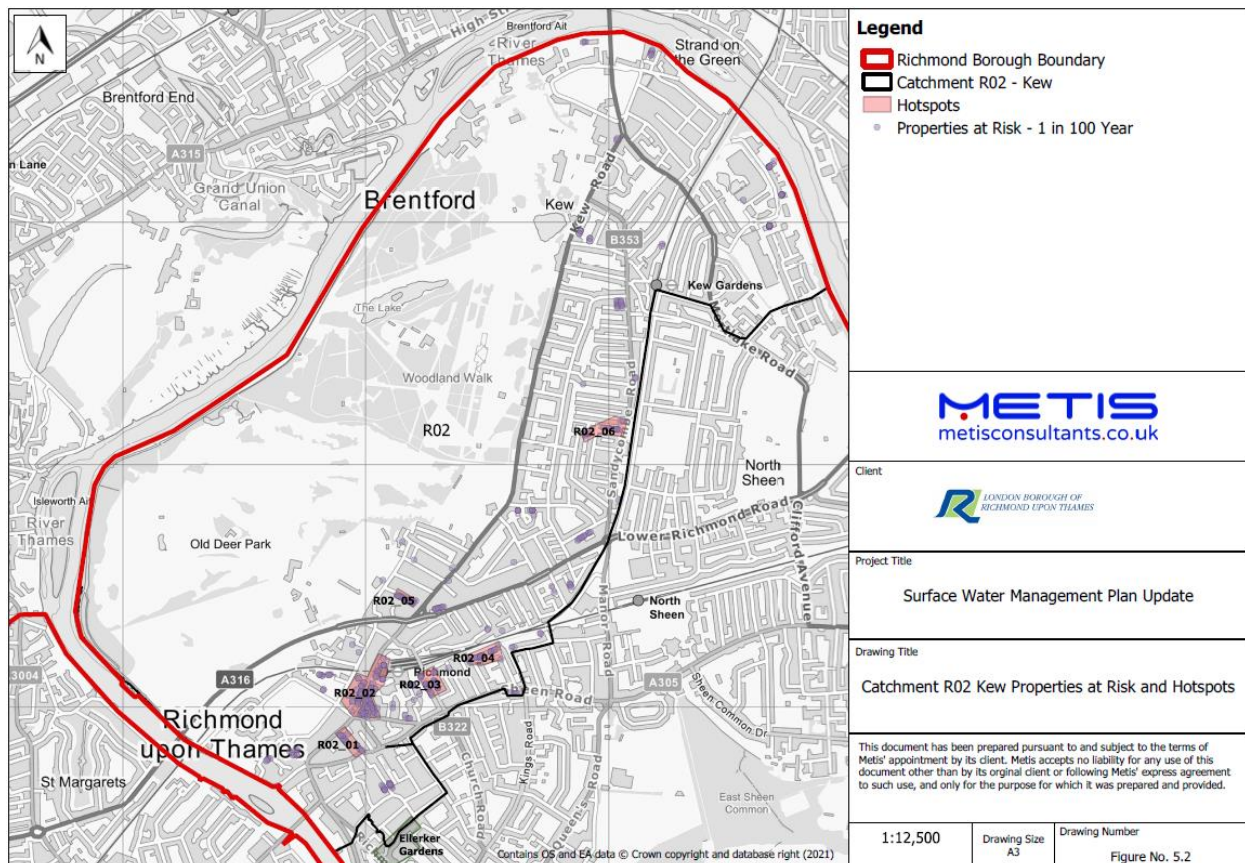 N
Brentford Ait
High St
River
Thames
Strand on
the Green
Brentford End
A315
n Lane
Grand Union
Canal
Brentford
Kew Road
Kew
B353
Kew Gardens
The Lake
Mortlake Road
Woodland Walk
R02
R02_06
Sandycombe Road
North
Sheen
Isleworth Ait
River
Thames
Old Deer Park
Lower Richmond Road
Clifford Avenue
R02_05
North
Sheen
Manor Road
R02_04
A3004
A316
R02_02
Richmond
R02_03
Sheen Road
A305
Sheen Common Dr
Richmond
upon Thames
R02_01
B322
Kings Road
Church Road
Queen's Road
St Margarets
East Sheen
Common
Ellerker
Gardens
Contains OS and EA data © Crown copyright and database right (2021)
Legend
Richmond Borough Boundary
Catchment R02 - Kew
Hotspots
Properties at Risk - 1 in 100 Year
METIS
metisconsultants.co.uk
Client
LONDON BOROUGH OF
RICHMOND UPON THAMES
Project Title
Surface Water Management Plan Update
Drawing Title
Catchment R02 Kew Properties at Risk and Hotspots
This document has been prepared pursuant to and subject to the terms of
Metis' appointment by its client. Metis accepts no liability for any use of this
document other than by its orginal client or following Metis' express agreement
to such use, and only for the purpose for which it was prepared and provided.
1:12,500
Drawing Size
A3
Drawing Number
Figure No. 5.2